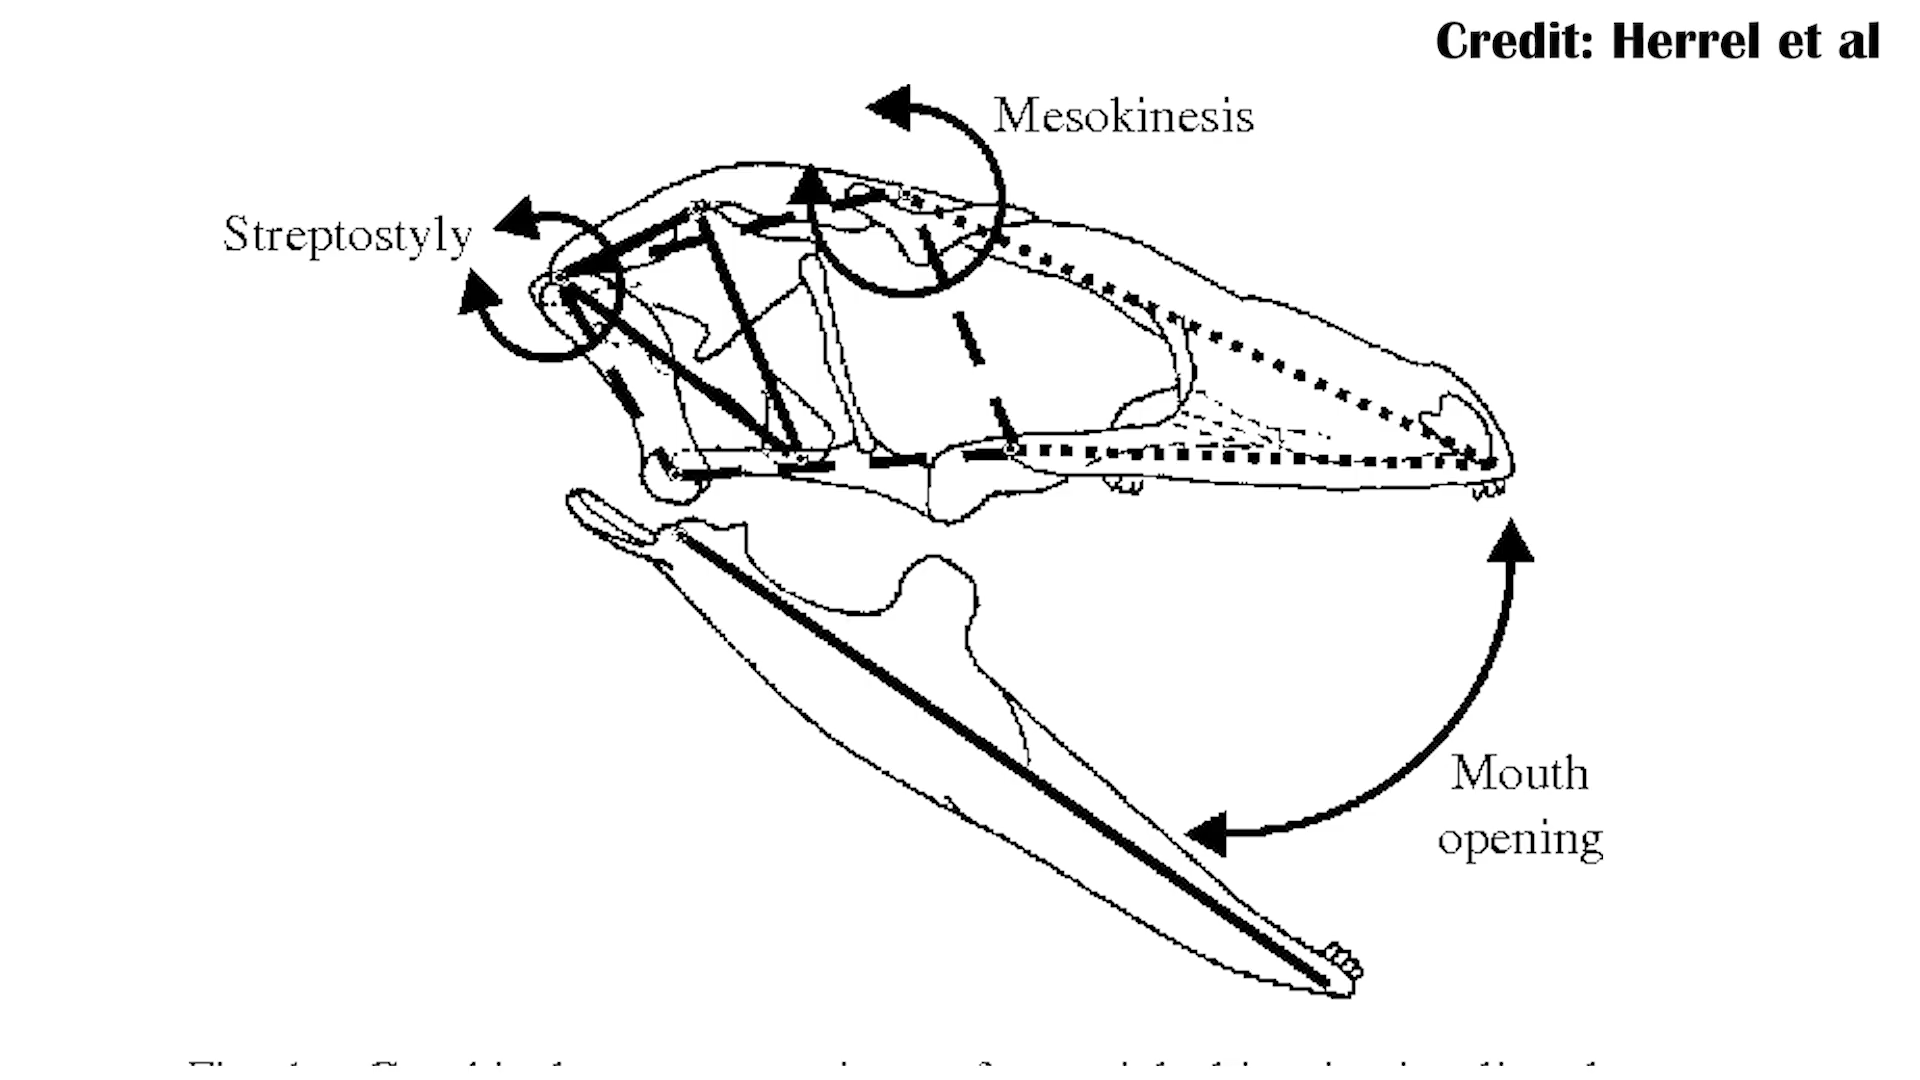 Credit: Herrel et al
Mesokinesis
Streptostyly
Mouth
opening